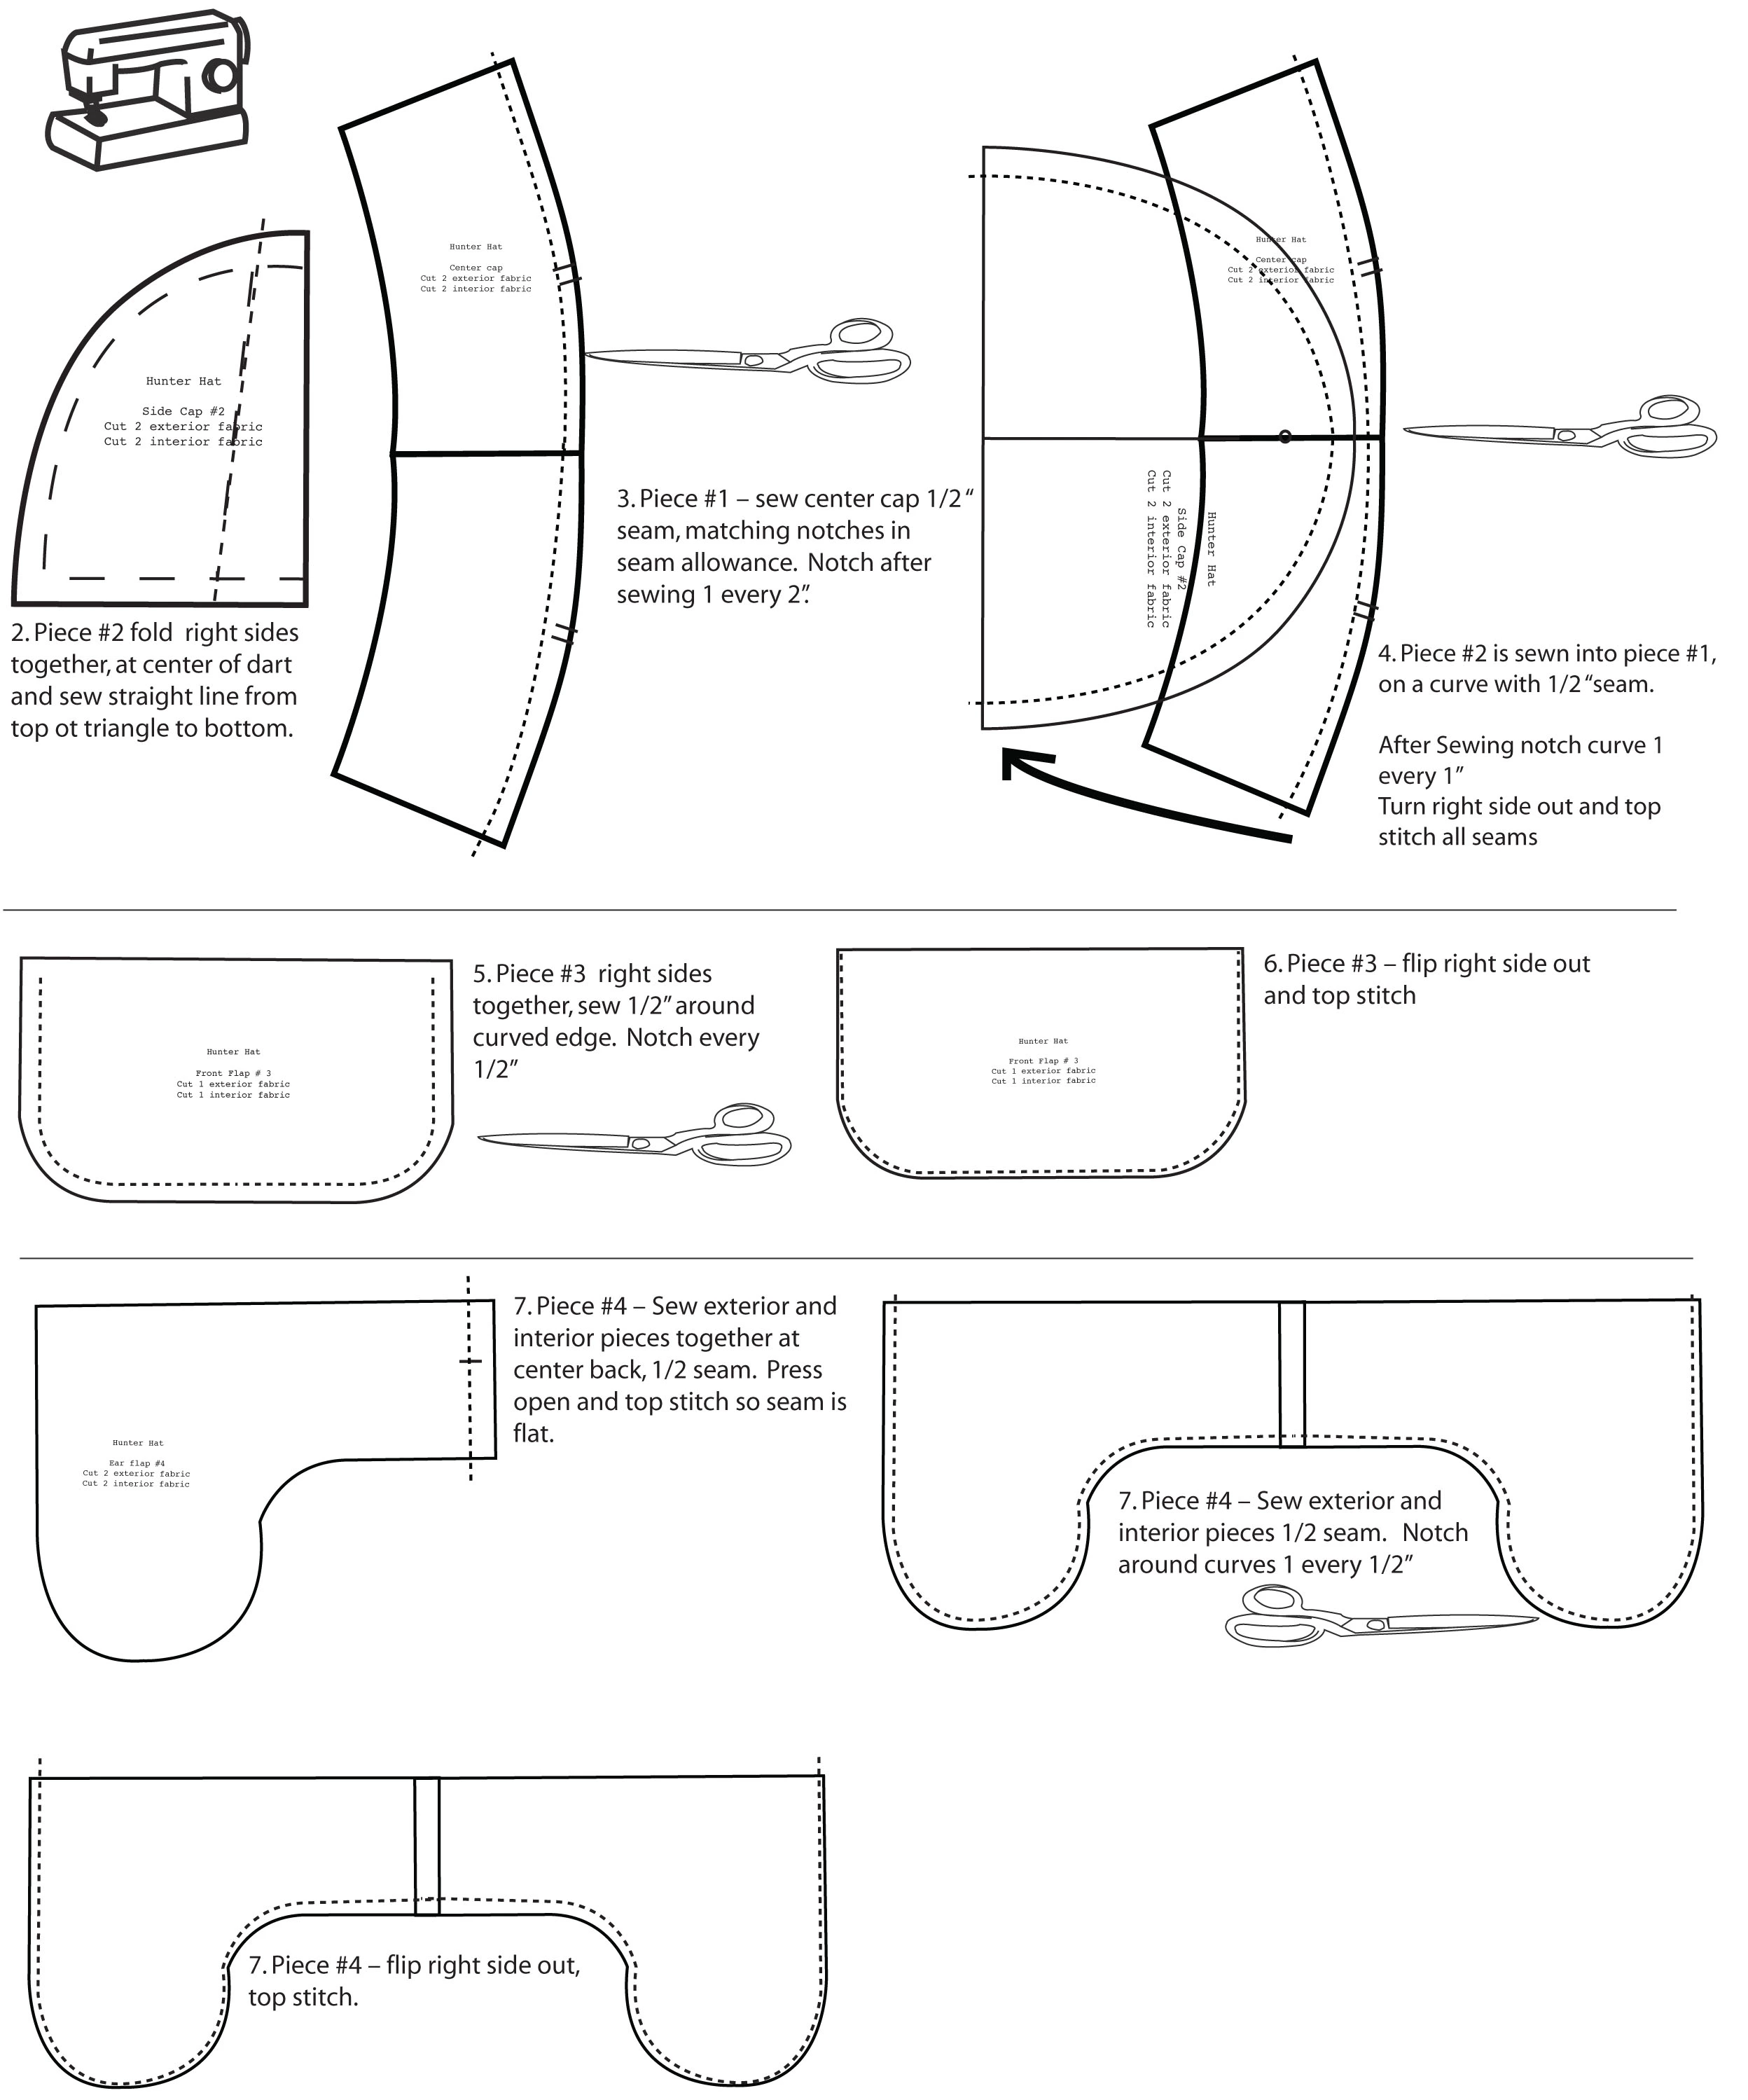 Hunter Hat
Side Cap #2
Cut 2 exterior fabric
Cut 2 interior fabric
2. Piece #2 fold  right sides
together, at center of dart
and sew straight line from
top ot triangle to bottom.
Hunter Hat
Center cap
Cut 2 exterior fabric
Cut 2 interior fabric
3. Piece #1 – sew center cap 1/2“
seam, matching notches in
seam allowance.  Notch after
sewing 1 every 2”.
Hunter Hat
Center cap
Cut 2 exterior fabric
Cut 2 interior fabric
Hunter Hat
Side Cap #2
Cut 2 exterior fabric
Cut 2 interior fabric
4. Piece #2 is sewn into piece #1,
on a curve with 1/2 “seam.
After Sewing notch curve 1
every 1”
Turn right side out and top
stitch all seams
Hunter Hat
Front Flap # 3
Cut 1 exterior fabric
Cut 1 interior fabric
5. Piece #3  right sides
together, sew 1/2” around
curved edge.  Notch every
1/2”
Hunter Hat
Front Flap # 3
Cut 1 exterior fabric
Cut 1 interior fabric
6. Piece #3 – flip right side out
and top stitch
Hunter Hat
Ear flap #4
Cut 2 exterior fabric
Cut 2 interior fabric
7. Piece #4 – Sew exterior and
interior pieces together at
center back, 1/2 seam.  Press
open and top stitch so seam is
flat.
7. Piece #4 – Sew exterior and
interior pieces 1/2 seam.   Notch
around curves 1 every 1/2”
7. Piece #4 – flip right side out,
top stitch.